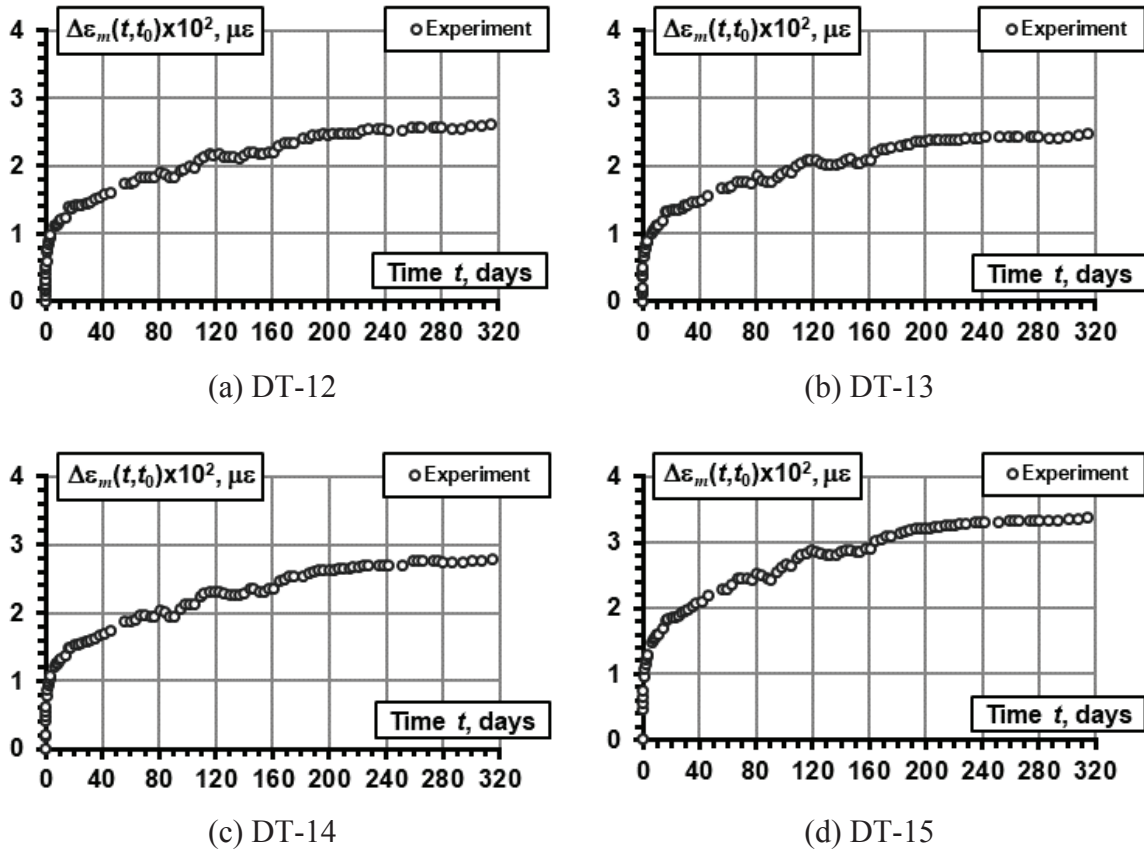 Δε_m(t,t_0)x10^2, με
Experiment
4
3
2
1
0
Time t, days
0 40 80 120 160 200 240 280 320
(a) DT-12
Δε_m(t,t_0)x10^2, με
Experiment
4
3
2
1
0
Time t, days
0 40 80 120 160 200 240 280 320
(b) DT-13
Δε_m(t,t_0)x10^2, με
Experiment
4
3
2
1
0
Time t, days
0 40 80 120 160 200 240 280 320
(c) DT-14
Δε_m(t,t_0)x10^2, με
Experiment
4
3
2
1
0
Time t, days
0 40 80 120 160 200 240 280 320
(d) DT-15